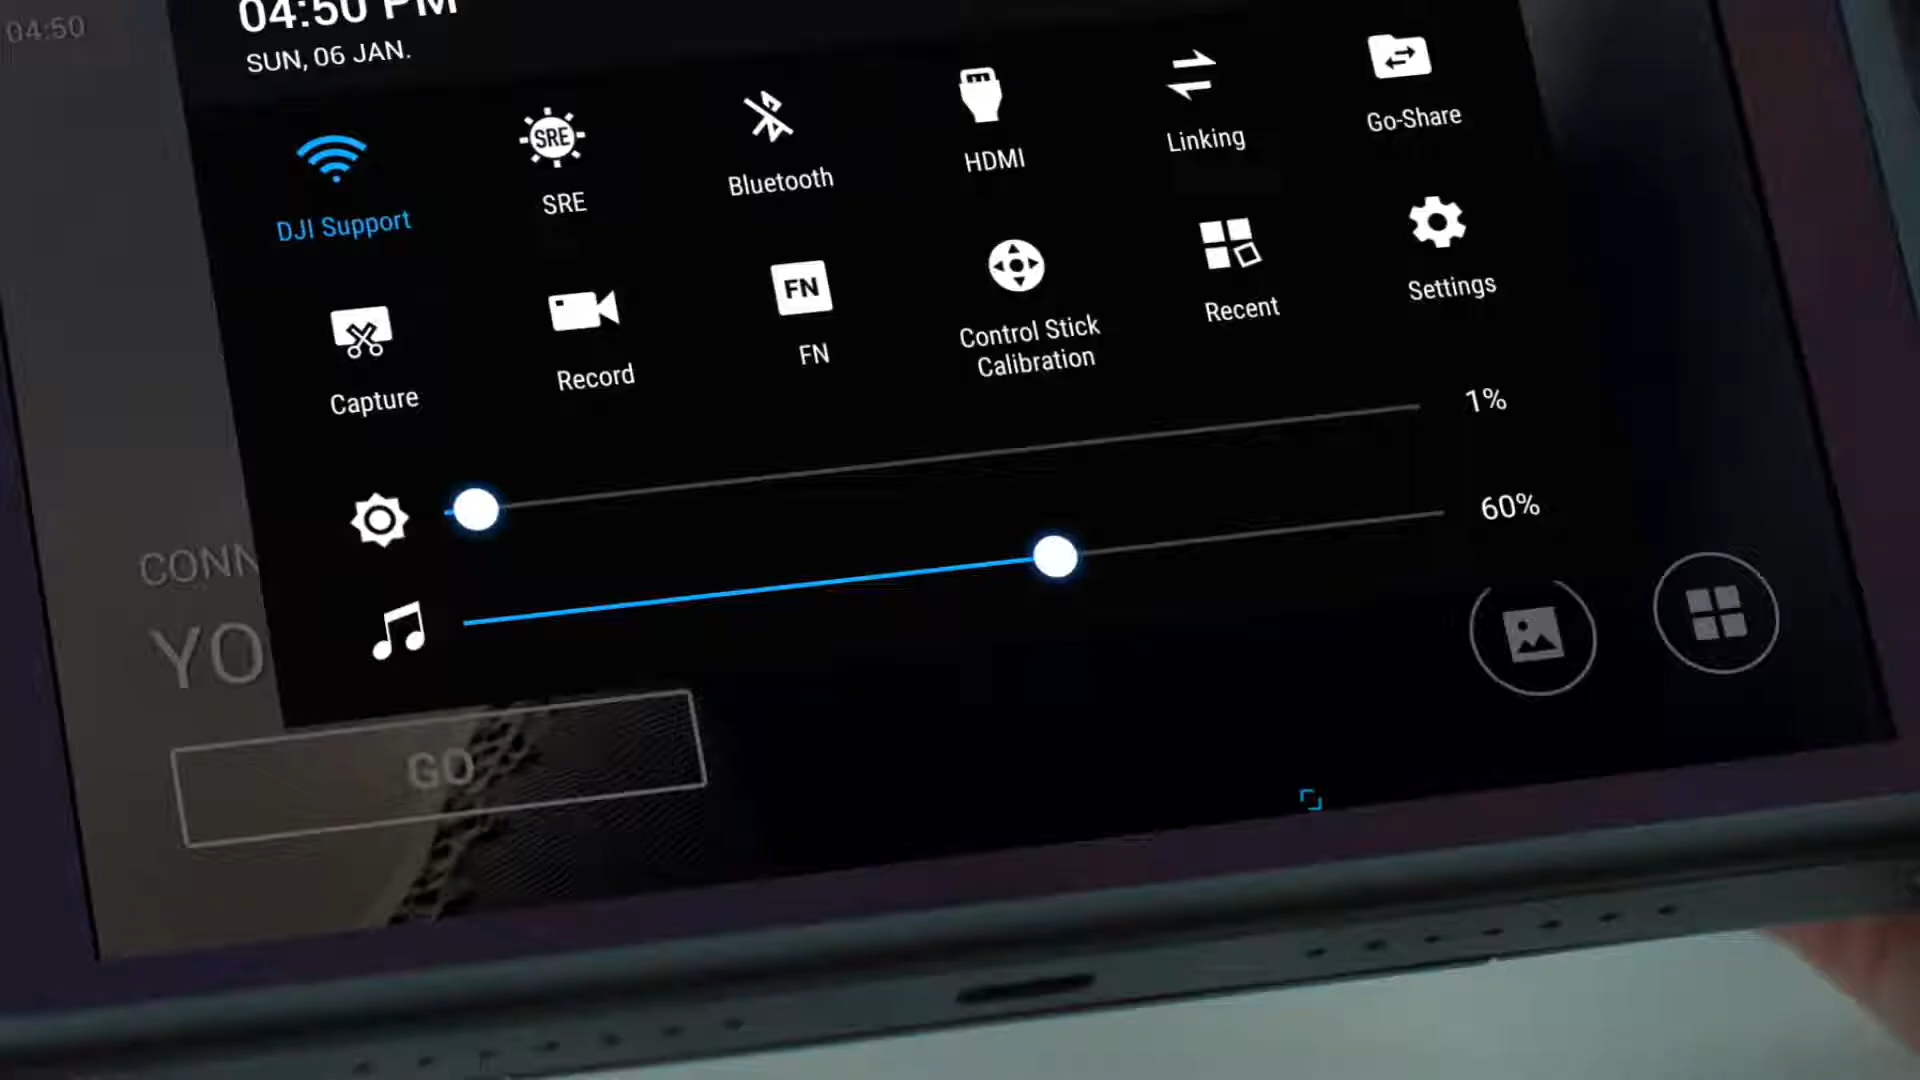 04:50
04:50 PM
SUN, 06 JAN.
DJI Support
SRE
SRE
Bluetooth
HDMI
Linking
Go-Share
Capture
Record
FN
FN
Control Stick
Calibration
Recent
Settings
1%
60%
CONN
YO
GO